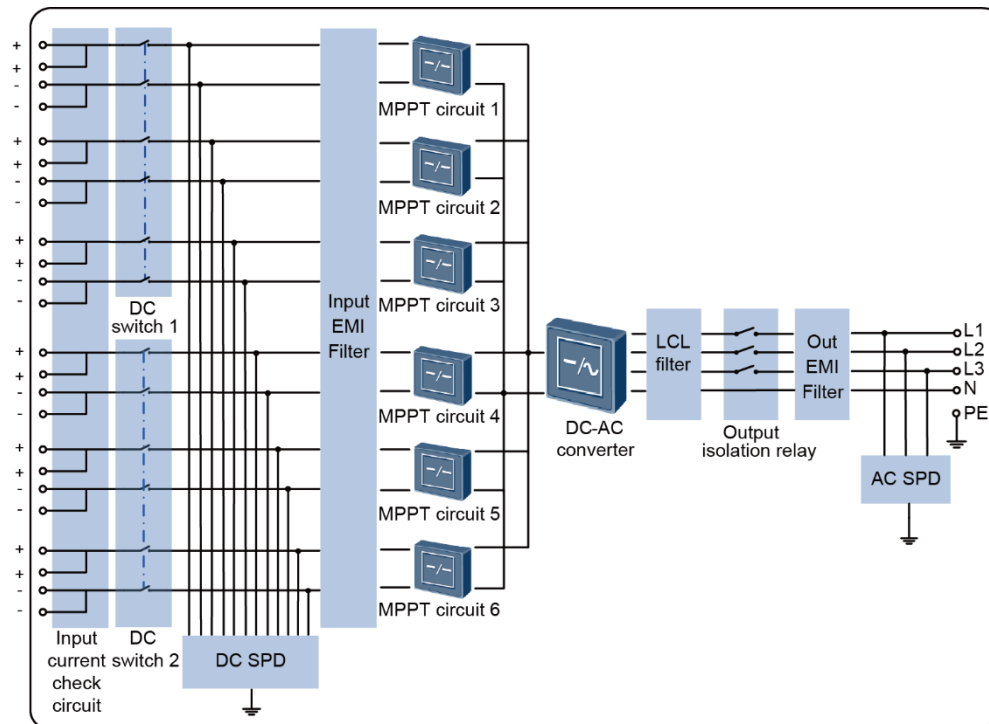 +
+
-
-
MPPT circuit 1
+
+
-
-
MPPT circuit 2
+
+
-
-
MPPT circuit 3
DC
switch 1
Input
EMI
Filter
+
+
-
-
MPPT circuit 4
DC-AC
converter
LCL
filter
Output
isolation relay
Out
EMI
Filter
L1
L2
L3
N
PE
AC SPD
+
+
-
-
MPPT circuit 5
+
+
-
-
MPPT circuit 6
Input
current
check
circuit
DC
switch 2
DC SPD